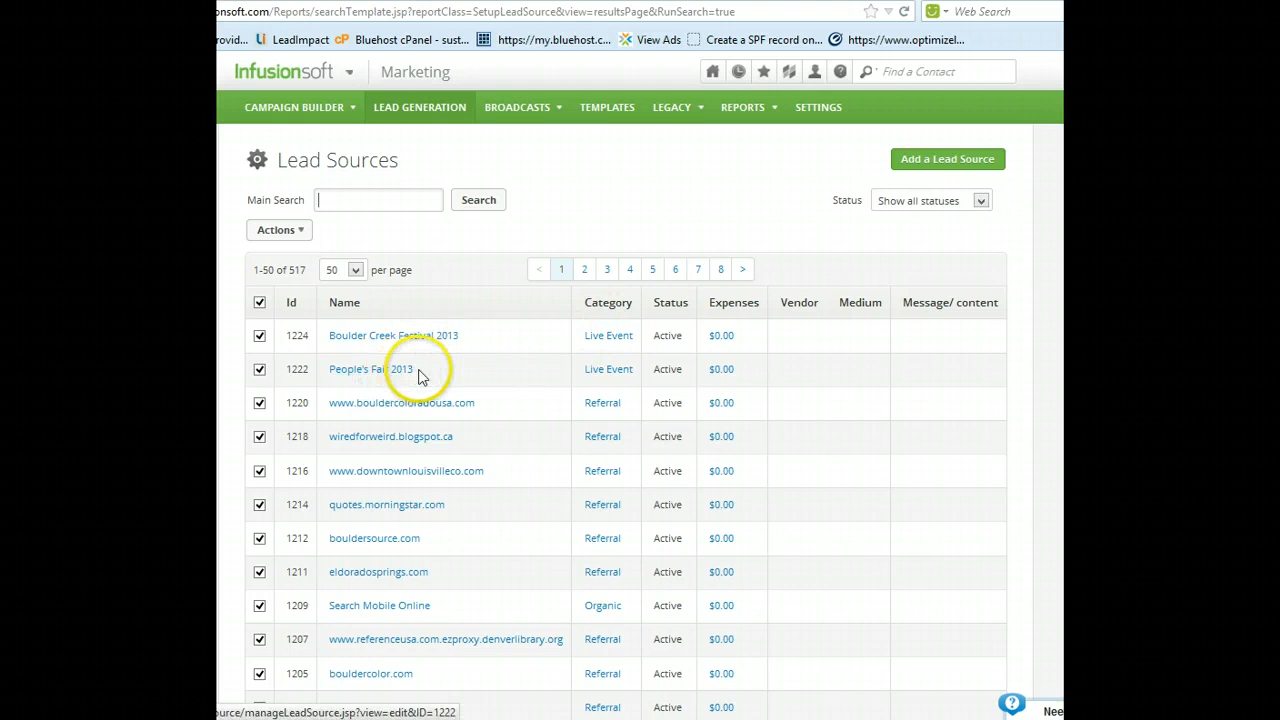 onsoft.com/Reports/searchTemplate.jsp?reportClass=SetupLeadSource&view=resultsPage&RunSearch=true Web Search
rovid... LeadImpact cP Bluehost cPanel - sust... https://my.bluehost.c... View Ads Create a SPF record on... https://www.optimizel...
Infusionsoft Marketing Find a Contact
CAMPAIGN BUILDER LEAD GENERATION BROADCASTS TEMPLATES LEGACY REPORTS SETTINGS
Lead Sources Add a Lead Source
Main Search Search Status Show all statuses
Actions
1-50 of 517 50 per page < 1 2 3 4 5 6 7 8 >
Id Name Category Status Expenses Vendor Medium Message/ content
1224 Boulder Creek Festival 2013 Live Event Active $0.00
1222 People's Fair 2013 Live Event Active $0.00
1220 www.bouldercoloradousa.com Referral Active $0.00
1218 wiredforweird.blogspot.ca Referral Active $0.00
1216 www.downtownlouisvilleco.com Referral Active $0.00
1214 quotes.morningstar.com Referral Active $0.00
1212 bouldersource.com Referral Active $0.00
1211 eldoradosprings.com Referral Active $0.00
1209 Search Mobile Online Organic Active $0.00
1207 www.referenceusa.com.ezproxy.denverlibrary.org Referral Active $0.00
1205 bouldercolor.com Referral Active $0.00
Referral Active $0.00
ource/manageLeadSource.jsp?view=edit&ID=1222 Nee